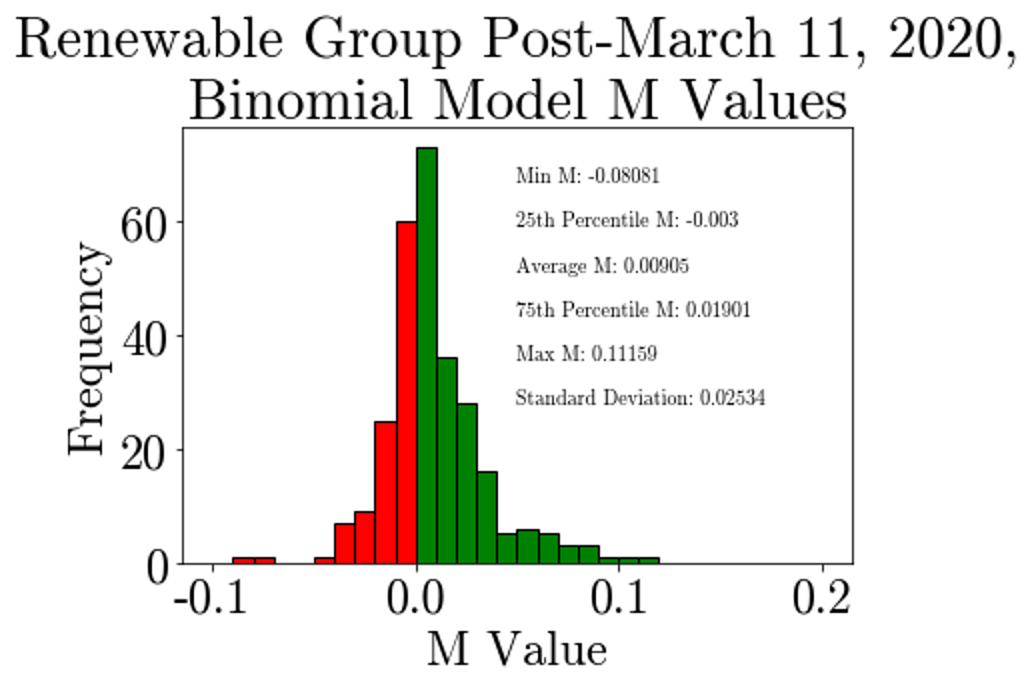 Renewable Group Post-March 11, 2020,
Binomial Model M Values
Min M: -0.08081
25th Percentile M: -0.003
Average M: 0.00905
75th Percentile M: 0.01901
Max M: 0.11159
Standard Deviation: 0.02534
Frequency
60
40
20
0
-0.1 0.0 0.1 0.2
M Value